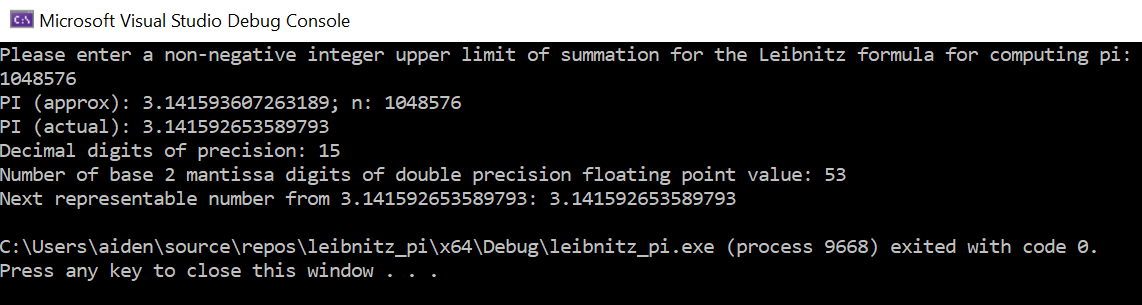 Microsoft Visual Studio Debug Console
Please enter a non-negative integer upper limit of summation for the Leibnitz formula for computing pi:
1048576
PI (approx): 3.141593607263189; n: 1048576
PI (actual): 3.141592653589793
Decimal digits of precision: 15
Number of base 2 mantissa digits of double precision floating point value: 53
Next representable number from 3.141592653589793: 3.141592653589793
C:\Users\aiden\source\repos\leibnitz_pi\x64\Debug\leibnitz_pi.exe (process 9668) exited with code 0.
Press any key to close this window . . .